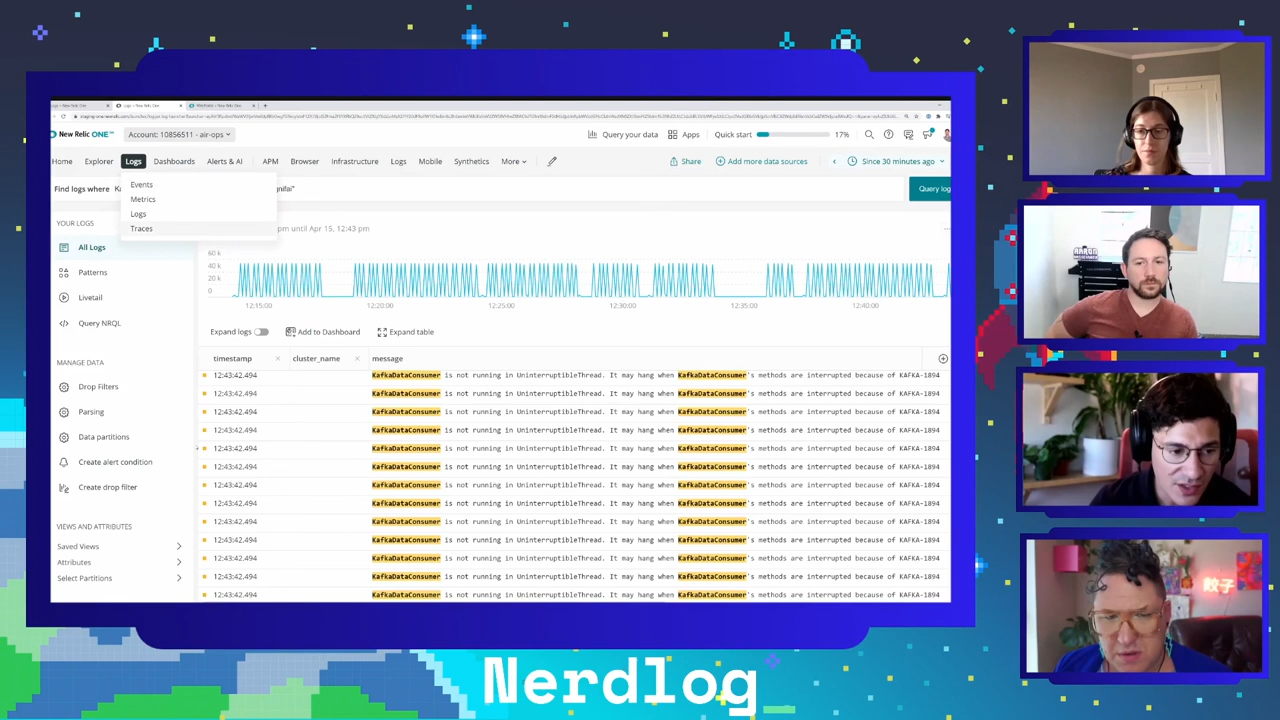 New Relic ONE™ Account: 10856511 - air-ops Query your data Apps Quick start 17%
Home Explorer Logs Dashboards Alerts & AI APM Browser Infrastructure Logs Mobile Synthetics More Share Add more data sources Since 30 minutes ago
Find logs where Query log
Events
Metrics
Logs
Traces
YOUR LOGS
All Logs
Patterns
Livetail
Query NRQL
MANAGE DATA
Drop Filters
Parsing
Data partitions
Create alert condition
Create drop filter
VIEWS AND ATTRIBUTES
Saved Views
Attributes
Select Partitions
pm until Apr 15, 12:43 pm
60 k
40 k
20 k
0
12:15:00 12:20:00 12:25:00 12:30:00 12:35:00 12:40:00
Expand logs Add to Dashboard Expand table
timestamp cluster_name message
12:43:42.494 KafkaDataConsumer is not running in UninterruptibleThread. It may hang when KafkaDataConsumer's methods are interrupted because of KAFKA-1894
12:43:42.494 KafkaDataConsumer is not running in UninterruptibleThread. It may hang when KafkaDataConsumer's methods are interrupted because of KAFKA-1894
12:43:42.494 KafkaDataConsumer is not running in UninterruptibleThread. It may hang when KafkaDataConsumer's methods are interrupted because of KAFKA-1894
12:43:42.494 KafkaDataConsumer is not running in UninterruptibleThread. It may hang when KafkaDataConsumer's methods are interrupted because of KAFKA-1894
12:43:42.494 KafkaDataConsumer is not running in UninterruptibleThread. It may hang when KafkaDataConsumer's methods are interrupted because of KAFKA-1894
12:43:42.494 KafkaDataConsumer is not running in UninterruptibleThread. It may hang when KafkaDataConsumer's methods are interrupted because of KAFKA-1894
12:43:42.494 KafkaDataConsumer is not running in UninterruptibleThread. It may hang when KafkaDataConsumer's methods are interrupted because of KAFKA-1894
12:43:42.494 KafkaDataConsumer is not running in UninterruptibleThread. It may hang when KafkaDataConsumer's methods are interrupted because of KAFKA-1894
12:43:42.494 KafkaDataConsumer is not running in UninterruptibleThread. It may hang when KafkaDataConsumer's methods are interrupted because of KAFKA-1894
12:43:42.494 KafkaDataConsumer is not running in UninterruptibleThread. It may hang when KafkaDataConsumer's methods are interrupted because of KAFKA-1894
12:43:42.494 KafkaDataConsumer is not running in UninterruptibleThread. It may hang when KafkaDataConsumer's methods are interrupted because of KAFKA-1894
12:43:42.494 KafkaDataConsumer is not running in UninterruptibleThread. It may hang when KafkaDataConsumer's methods are interrupted because of KAFKA-1894
12:43:42.494 KafkaDataConsumer is not running in UninterruptibleThread. It may hang when KafkaDataConsumer's methods are interrupted because of KAFKA-1894
餃子
Nerdlog